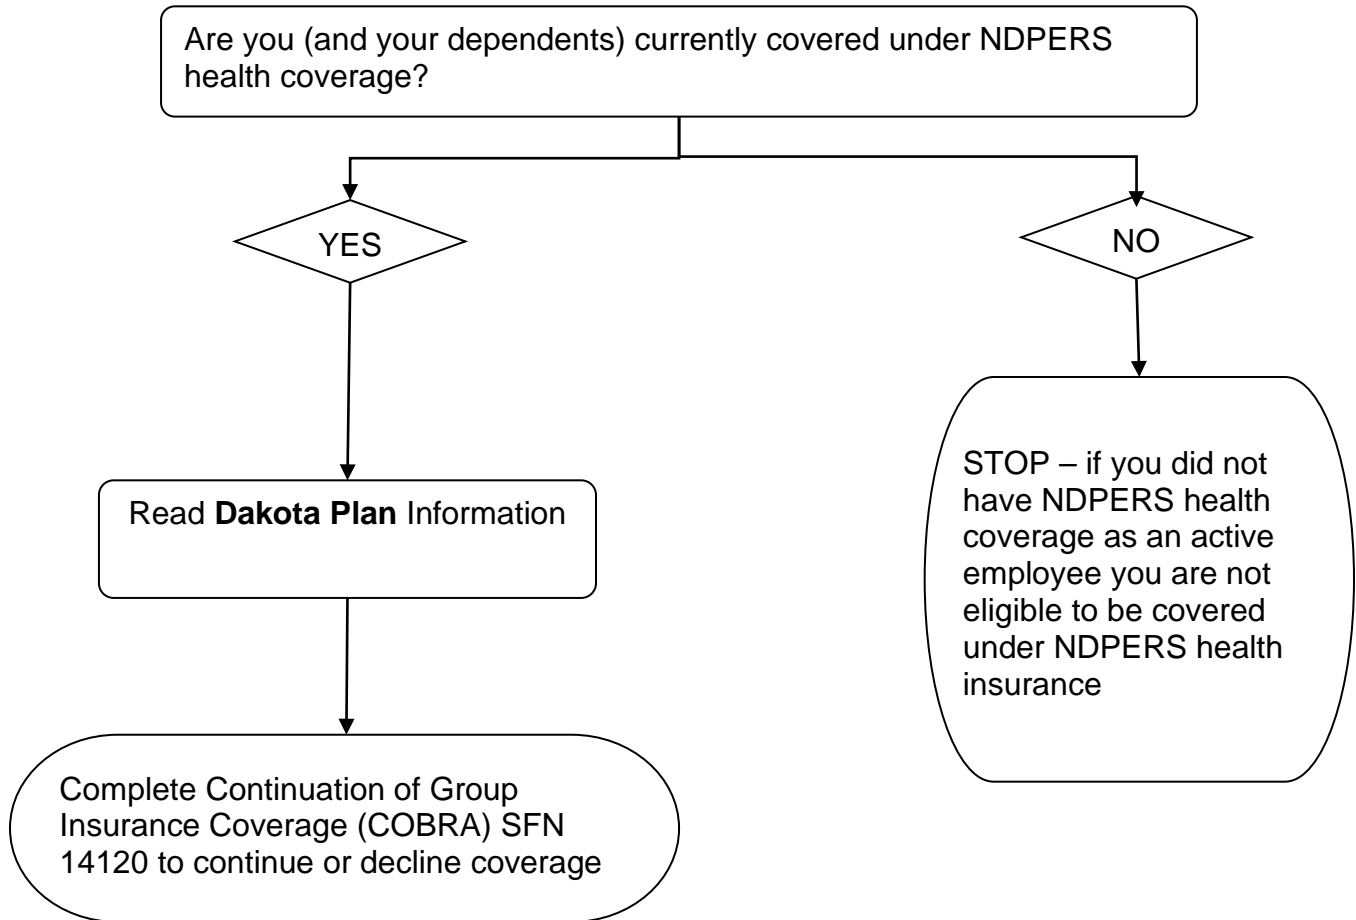 Are you (and your dependents) currently covered under NDPERS
health coverage?
YES
NO
Read Dakota Plan Information
STOP – if you did not
have NDPERS health
coverage as an active
employee you are not
eligible to be covered
under NDPERS health
insurance
Complete Continuation of Group
Insurance Coverage (COBRA) SFN
14120 to continue or decline coverage